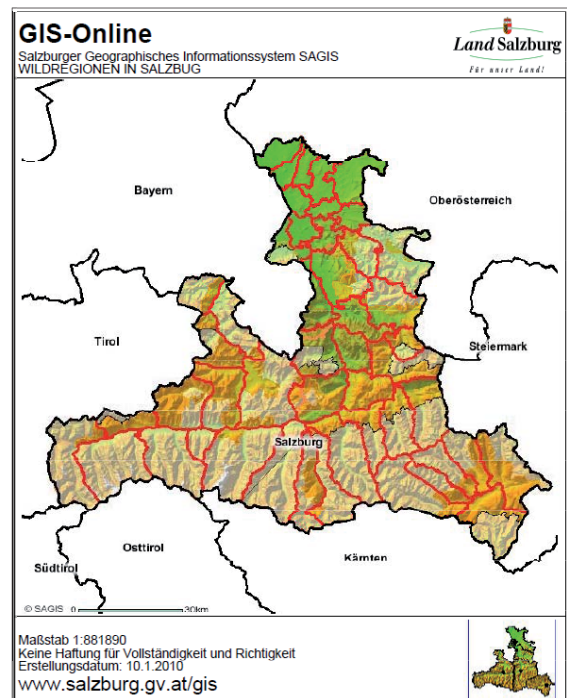 GIS-Online
Salzburger Geographisches Informationssystem SAGIS
WILDREGIONEN IN SALZBUG
Land Salzburg
Für unser Land!
Bayern
Oberösterreich
Tirol
Steiermark
Salzburg
Osttirol
Kärnten
Südtirol
© SAGIS 0 30km
Maßstab 1:881890
Keine Haftung für Vollständigkeit und Richtigkeit
Erstellungsdatum: 10.1.2010
www.salzburg.gv.at/gis